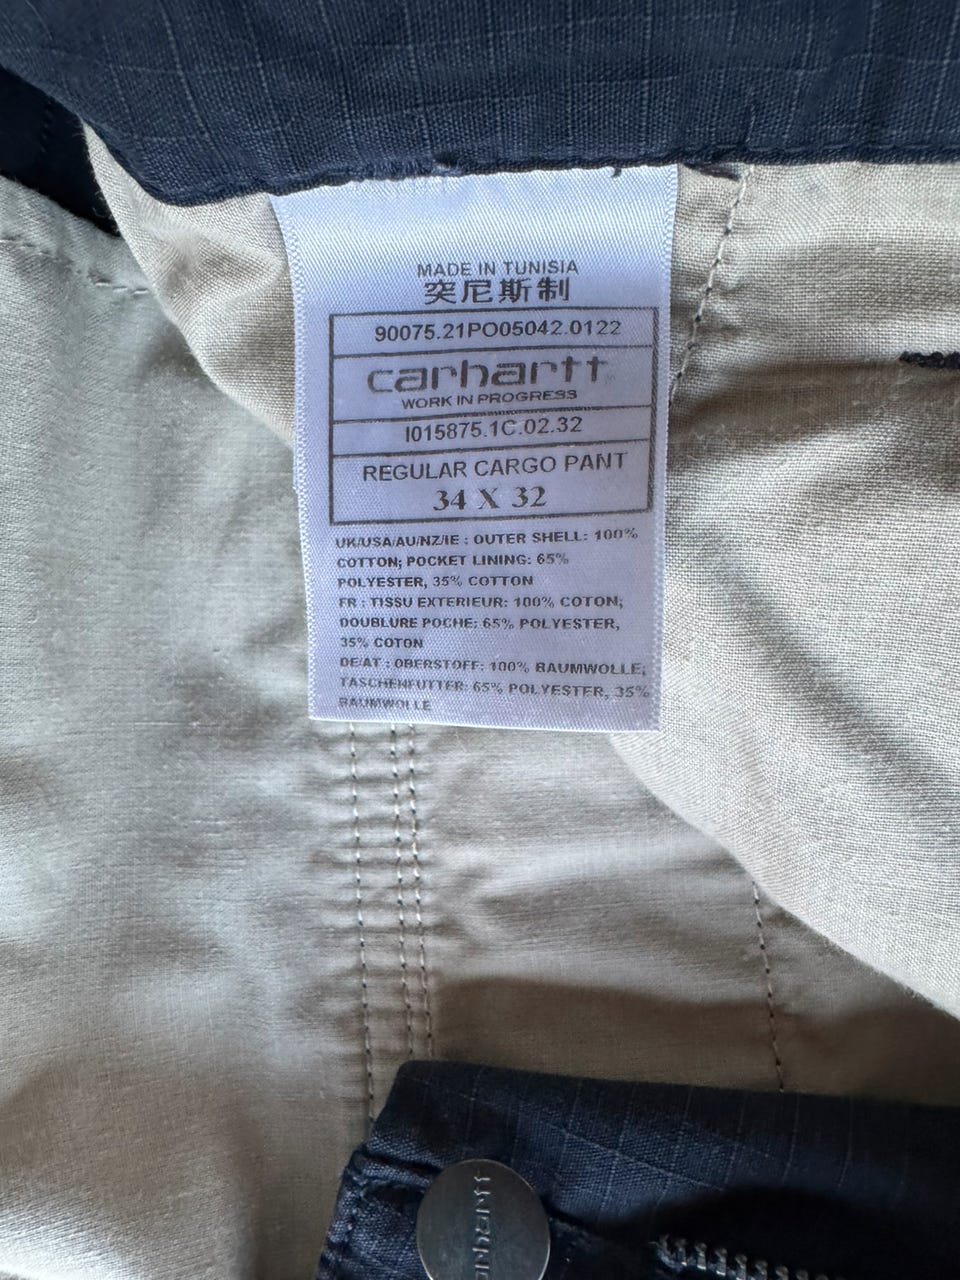 MADE IN TUNISIA
突尼斯制
90075.21PO05042.0122
carhartt
WORK IN PROGRESS
I015875.1C.02.32
REGULAR CARGO PANT
34 X 32
UK/USA/AU/NZ/IE : OUTER SHELL: 100%
COTTON; POCKET LINING: 65%
POLYESTER, 35% COTTON
FR : TISSU EXTERIEUR: 100% COTON;
DOUBLURE POCHE: 65% POLYESTER,
35% COTON
DE/AT : OBERSTOFF: 100% BAUMWOLLE;
TASCHENFUTTER: 65% POLYESTER, 35%
BAUMWOLLE
carhartt